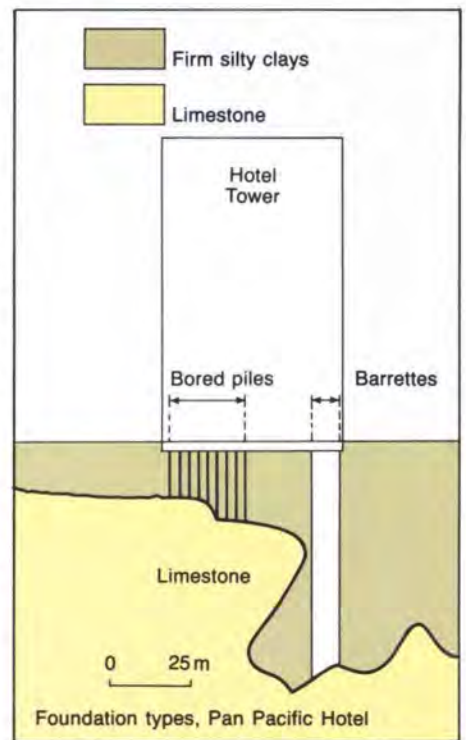 Firm silty clays
Limestone
Hotel
Tower
Bored piles
Barrettes
Limestone
0 25 m
Foundation types, Pan Pacific Hotel